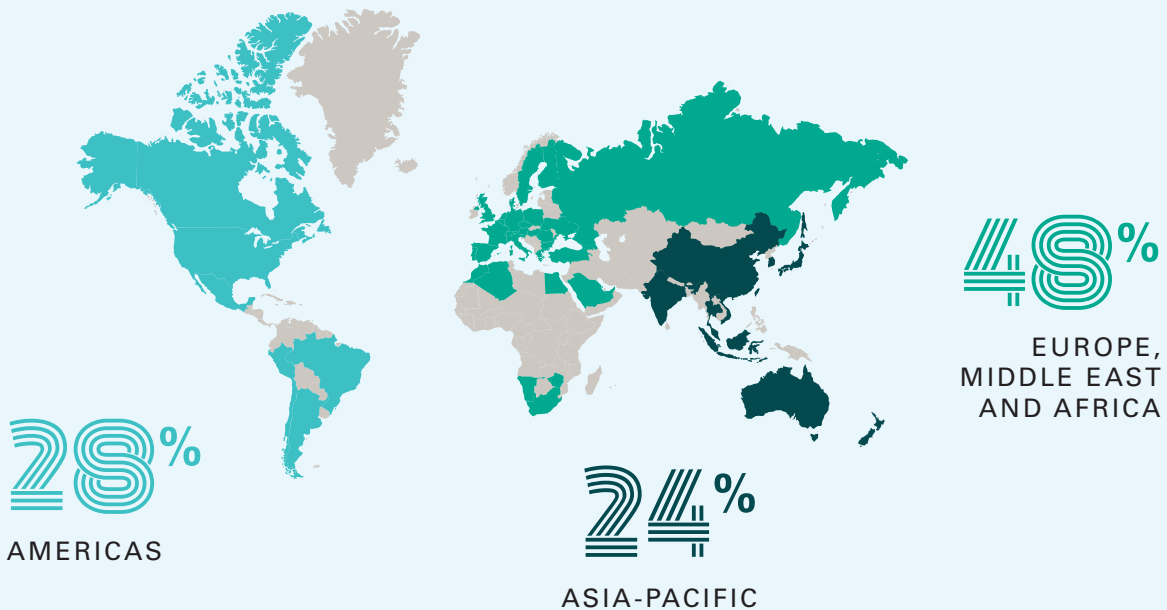 48%
EUROPE,
MIDDLE EAST
AND AFRICA
28%
AMERICAS
24%
ASIA-PACIFIC